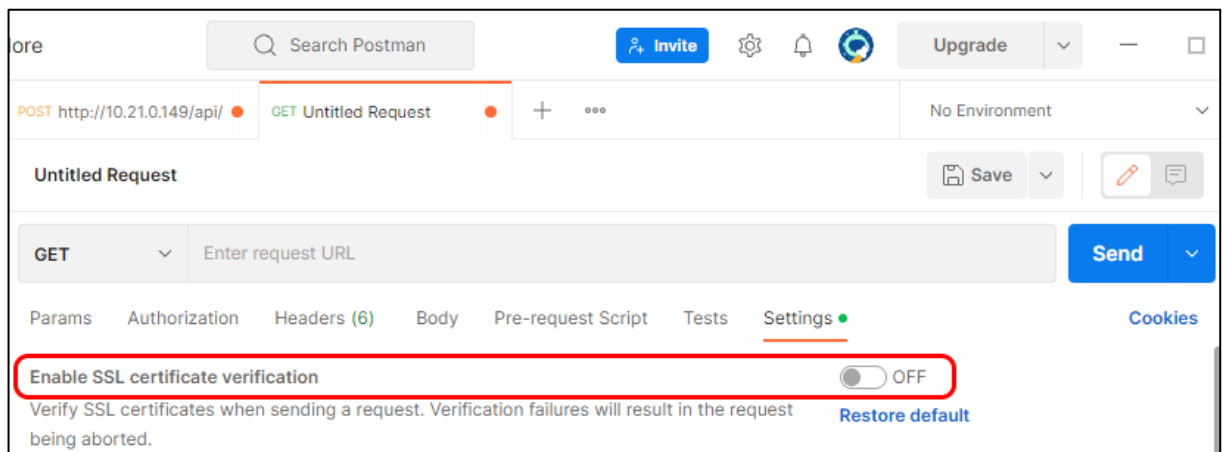 lore Search Postman Invite Upgrade
POST http://10.21.0.149/api/ GET Untitled Request No Environment
Untitled Request Save
GET Enter request URL Send
Params Authorization Headers (6) Body Pre-request Script Tests Settings Cookies
Enable SSL certificate verification OFF
Verify SSL certificates when sending a request. Verification failures will result in the request Restore default
being aborted.